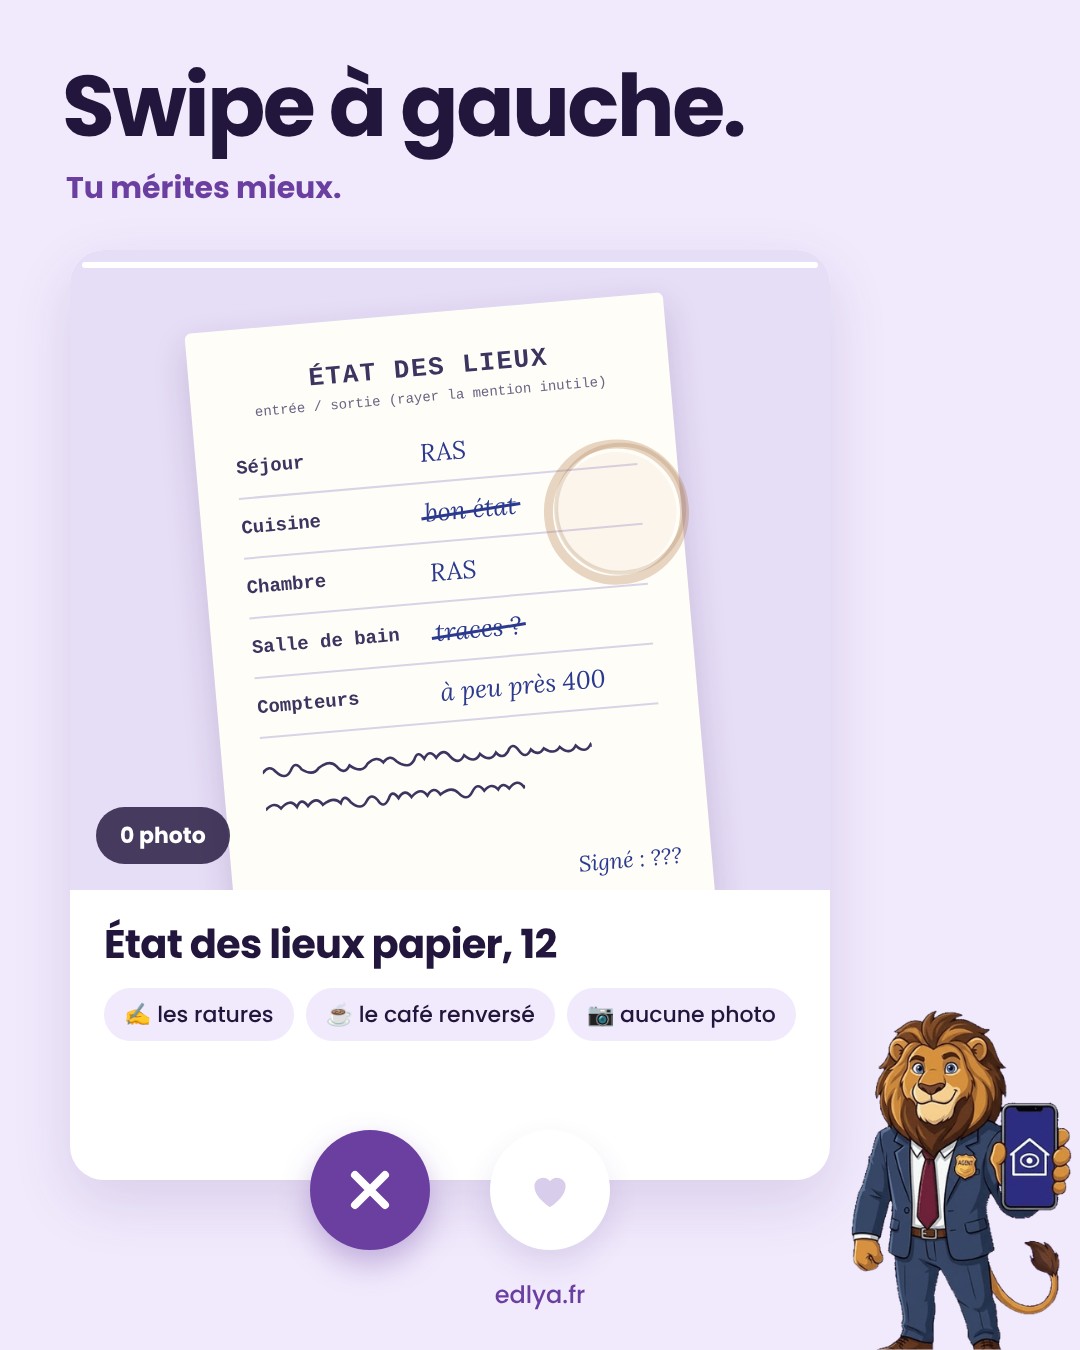 Swipe à gauche.
Tu mérites mieux.
ÉTAT DES LIEUX
entrée / sortie (rayer la mention inutile)
Séjour RAS
Cuisine bon état
Chambre RAS
Salle de bain traces ?
Compteurs à peu près 400
0 photo
Signé : ???
État des lieux papier, 12
✍️ les ratures ☕ le café renversé 📷 aucune photo
AGENT
edlya.fr